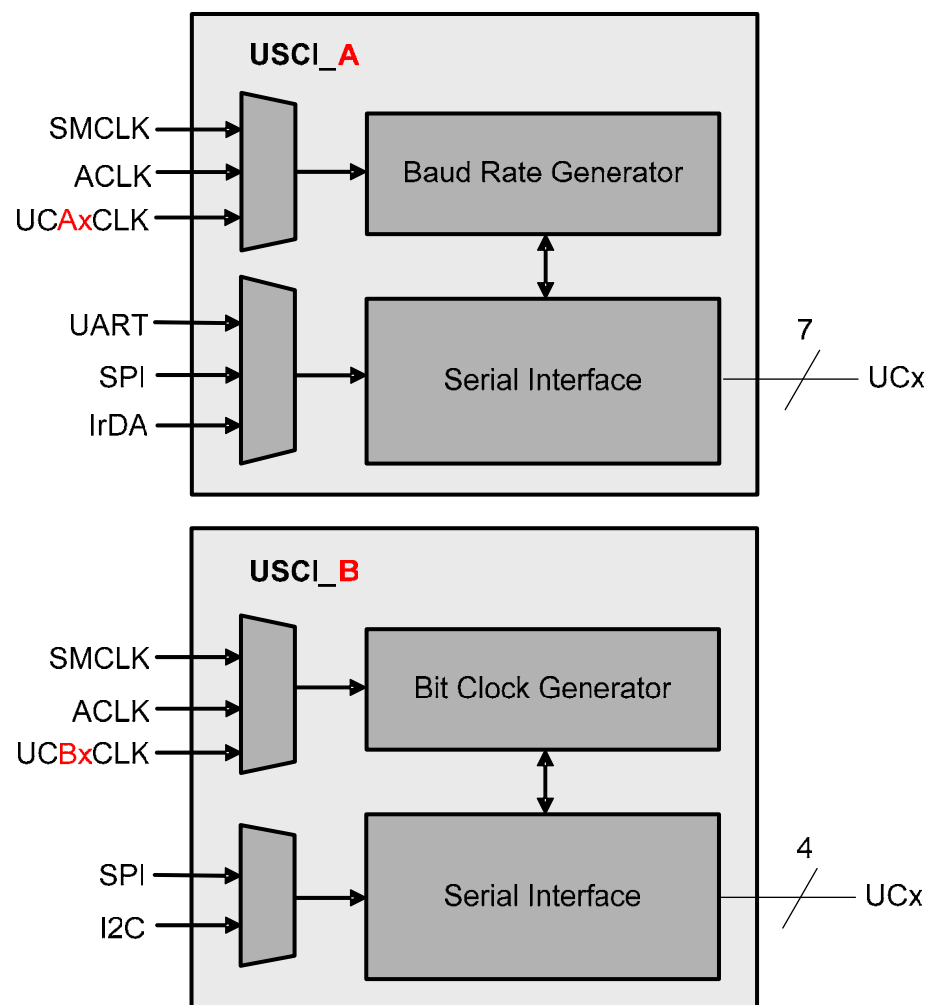 USCI_A
SMCLK
ACLK
UCAxCLK
Baud Rate Generator
UART
SPI
IrDA
Serial Interface
7
UCx
USCI_B
SMCLK
ACLK
UCBxCLK
Bit Clock Generator
SPI
I2C
Serial Interface
4
UCx